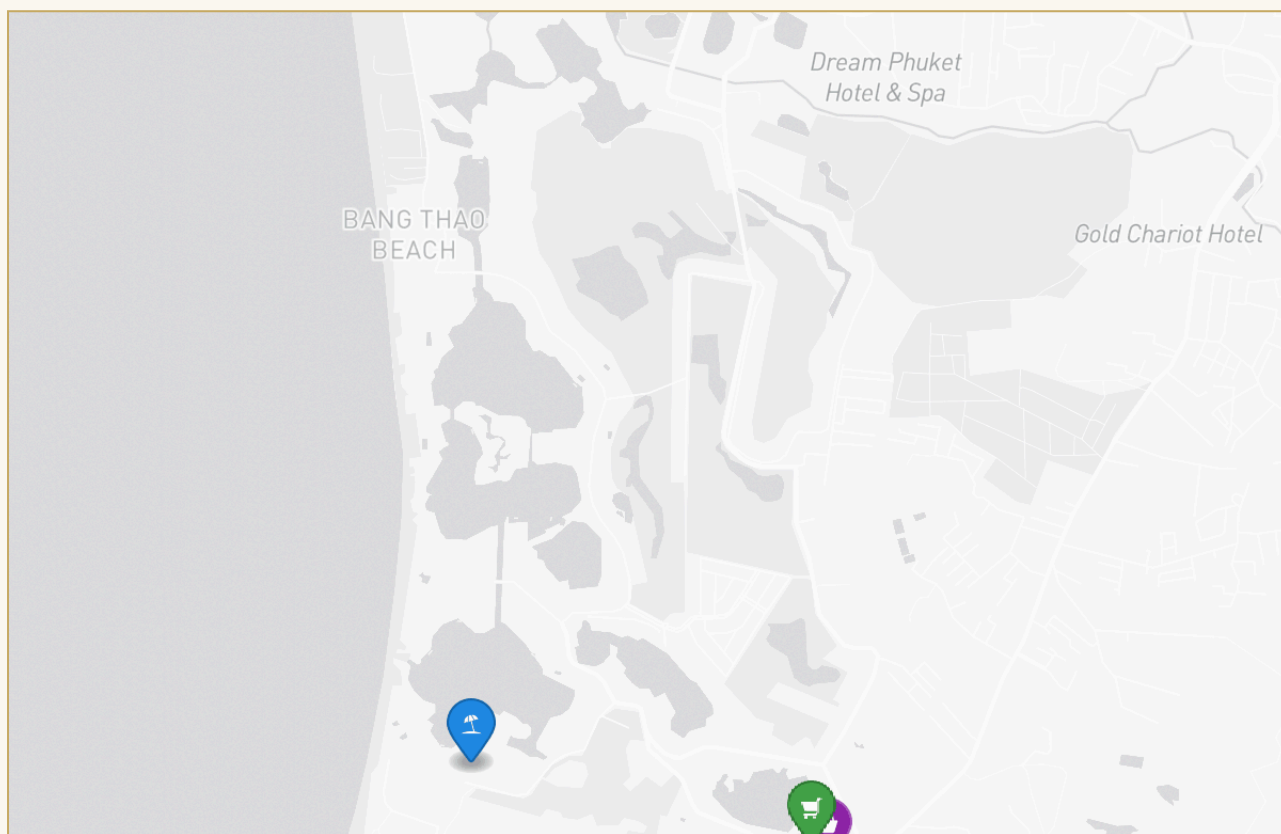 Dream Phuket
Hotel & Spa
BANG THAO
BEACH
Gold Chariot Hotel